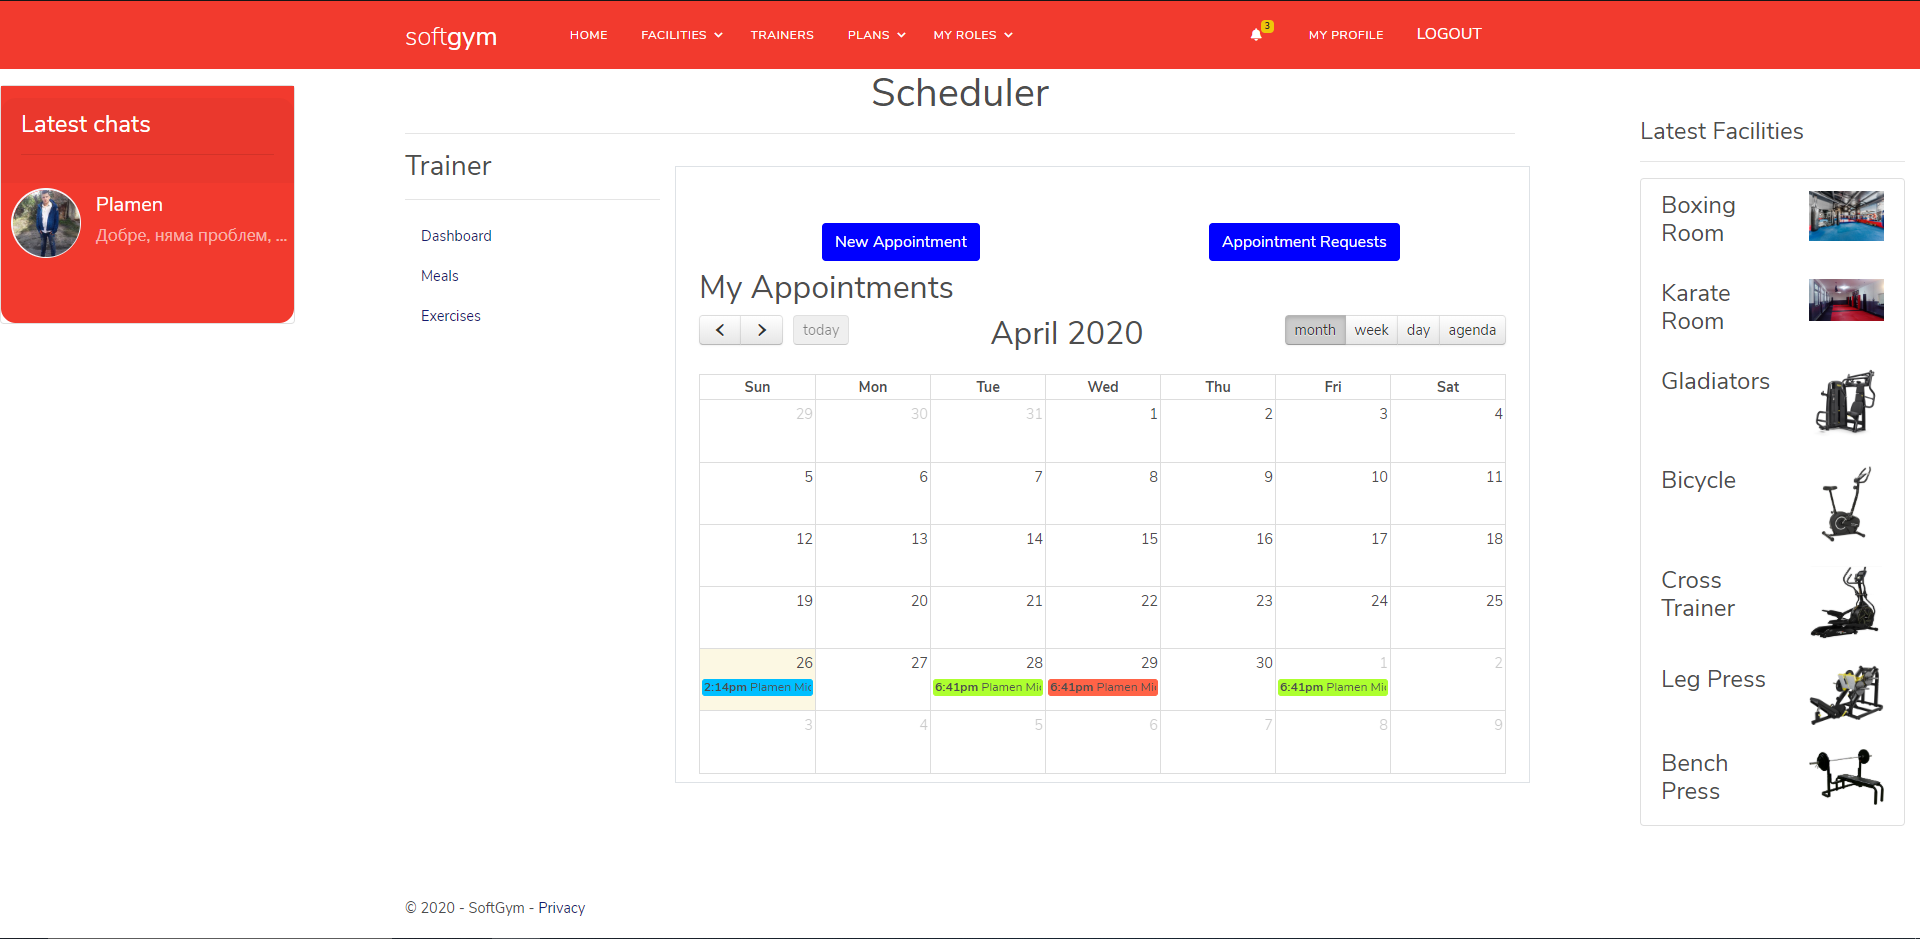 softgym HOME FACILITIES TRAINERS PLANS MY ROLES 3 MY PROFILE LOGOUT
Scheduler
Latest chats
Plamen
Добре, няма проблем, ...
Trainer
Dashboard
Meals
Exercises
New Appointment Appointment Requests
My Appointments
today April 2020 month week day agenda
Sun Mon Tue Wed Thu Fri Sat
29 30 31 1 2 3 4
5 6 7 8 9 10 11
12 13 14 15 16 17 18
19 20 21 22 23 24 25
26 27 28 29 30 1 2
2:14pm Plamen 6:41pm Plamen 6:41pm Plamen 6:41pm Plamen
3 4 5 6 7 8 9
Latest Facilities
Boxing
Room
Karate
Room
Gladiators
Bicycle
Cross
Trainer
Leg Press
Bench
Press
© 2020 - SoftGym - Privacy